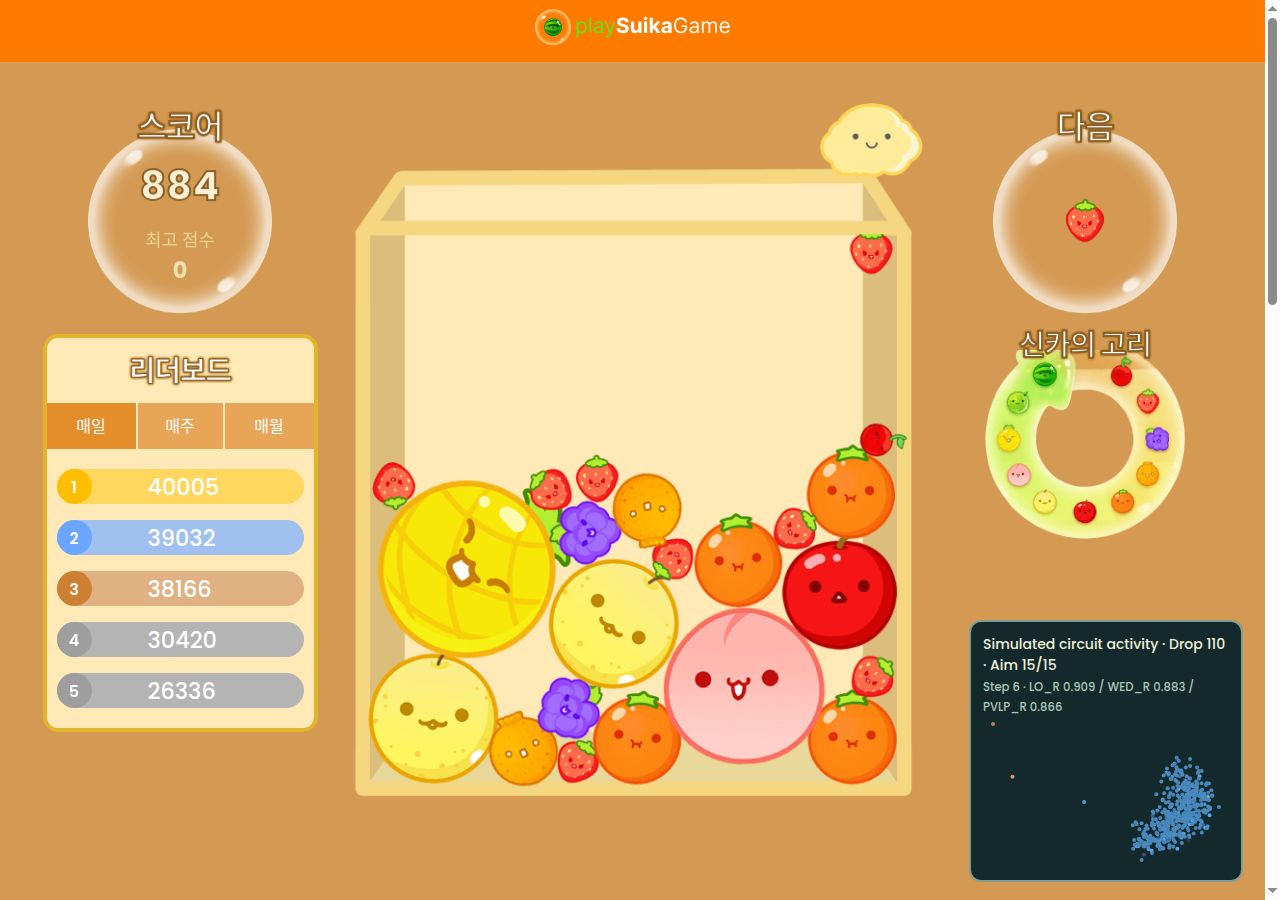 playSuikaGame
스코어
884
최고 점수
0
다음
신카의 고리
리더보드
매일 매주 매월
1 40005
2 39032
3 38166
4 30420
5 26336
Simulated circuit activity · Drop 110
· Aim 15/15
Step 6 · LO_R 0.909 / WED_R 0.883 /
PVLP_R 0.866